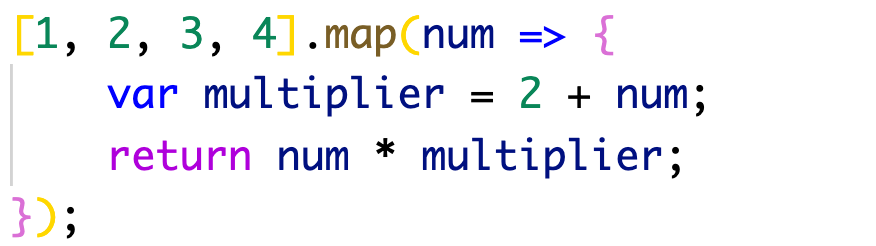 [1, 2, 3, 4].map(num => {
    var multiplier = 2 + num;
    return num * multiplier;
});